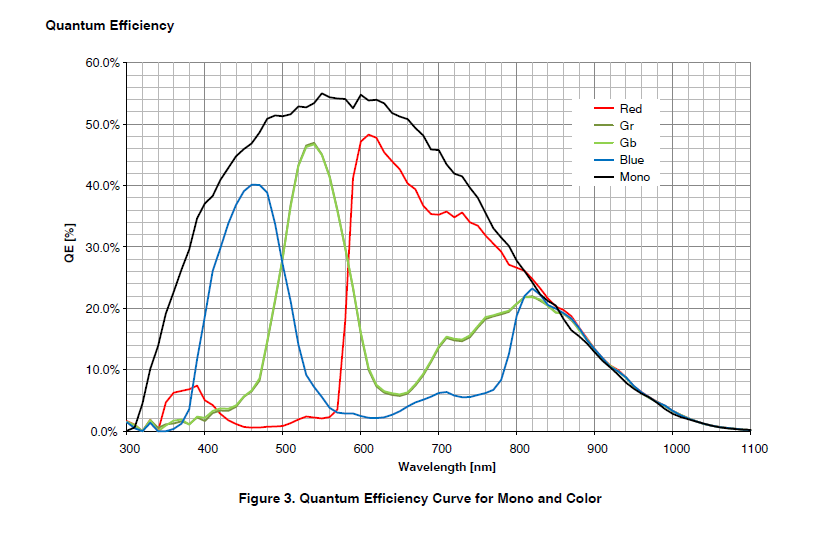 Quantum Efficiency
60.0%
50.0%
40.0%
30.0%
20.0%
10.0%
0.0%
QE [%]
Red
Gr
Gb
Blue
Mono
300 400 500 600 700 800 900 1000 1100
Wavelength [nm]
Figure 3. Quantum Efficiency Curve for Mono and Color